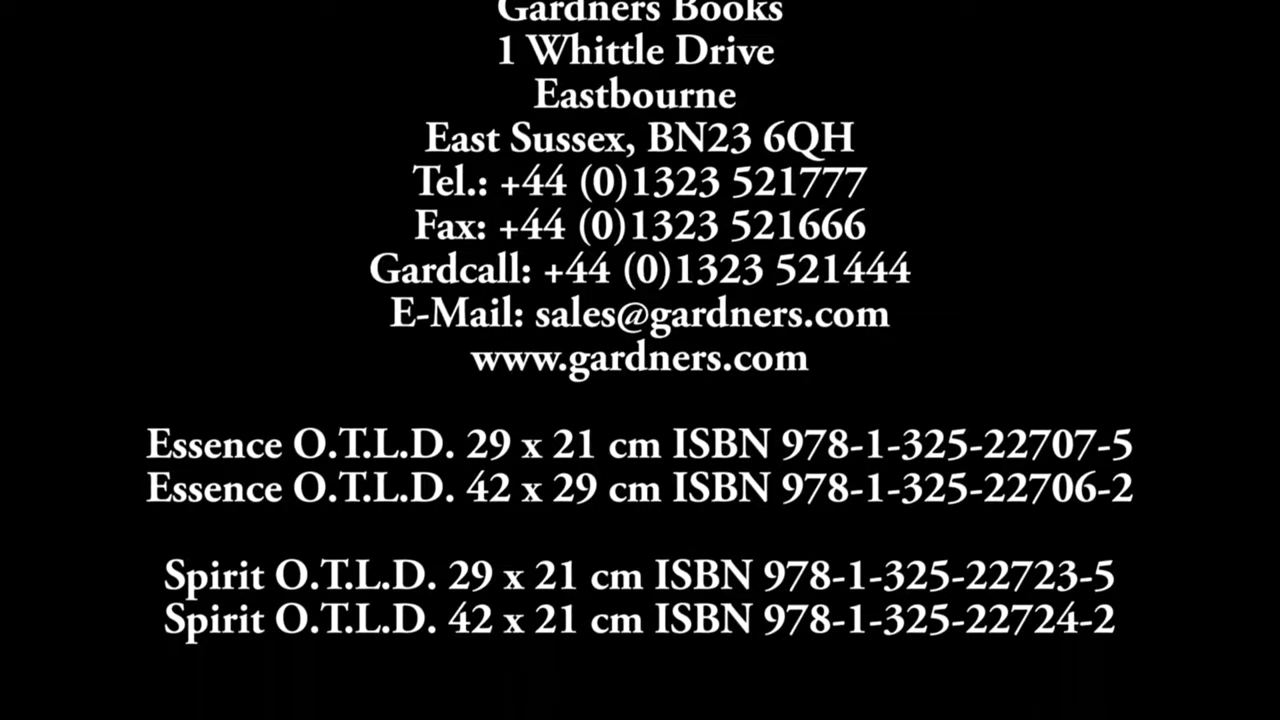 Gardners Books
1 Whittle Drive
Eastbourne
East Sussex, BN23 6QH
Tel.: +44 (0)1323 521777
Fax: +44 (0)1323 521666
Gardcall: +44 (0)1323 521444
E-Mail: sales@gardners.com
www.gardners.com
Essence O.T.L.D. 29 x 21 cm ISBN 978-1-325-22707-5
Essence O.T.L.D. 42 x 29 cm ISBN 978-1-325-22706-2
Spirit O.T.L.D. 29 x 21 cm ISBN 978-1-325-22723-5
Spirit O.T.L.D. 42 x 21 cm ISBN 978-1-325-22724-2